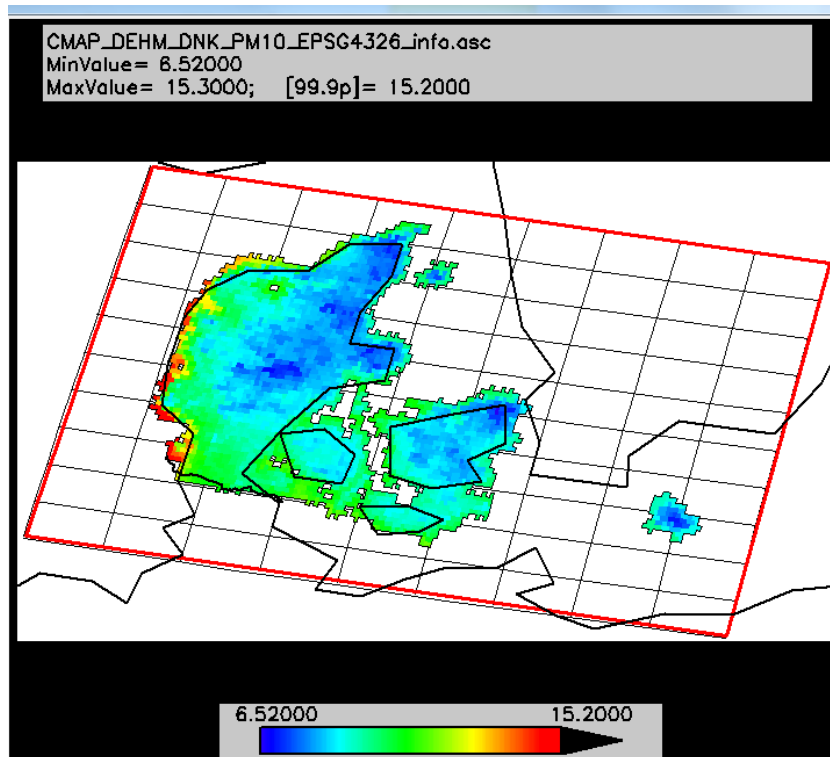 CMAP_DEHM_DNK_PM10_EPSG4326_info.asc
MinValue= 6.52000
MaxValue= 15.3000; [99.9p]= 15.2000
6.52000 15.2000